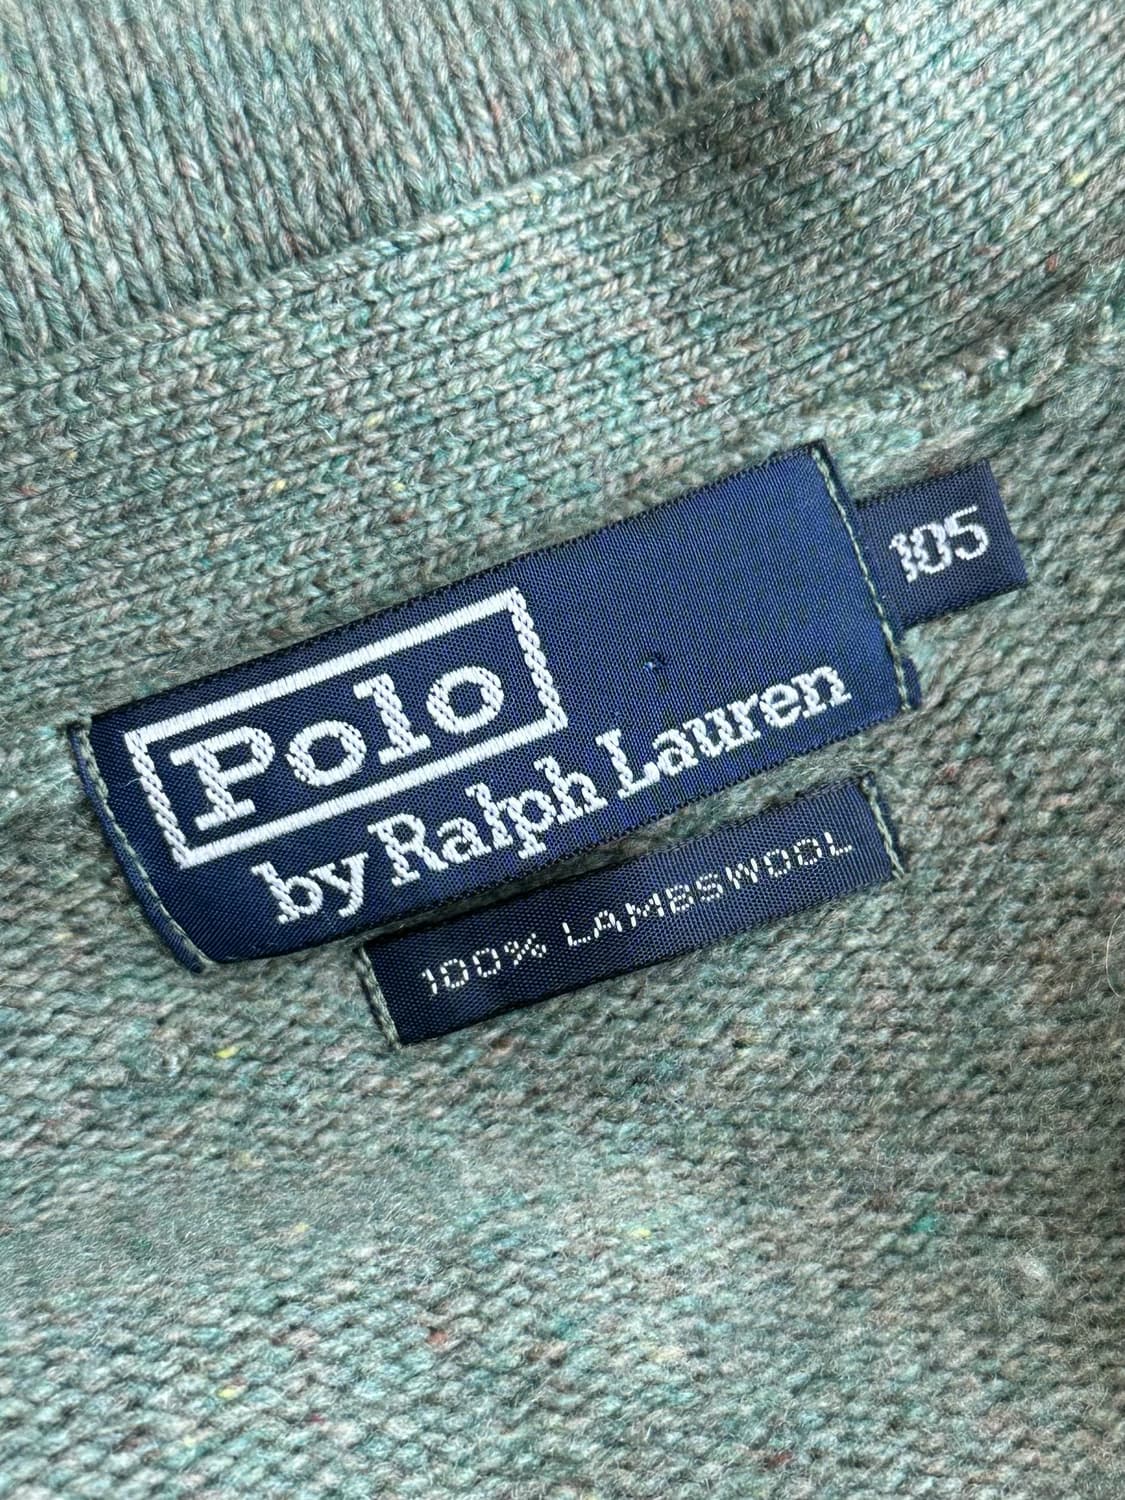 Polo
by Ralph Lauren
105
100% LAMBSWOOL